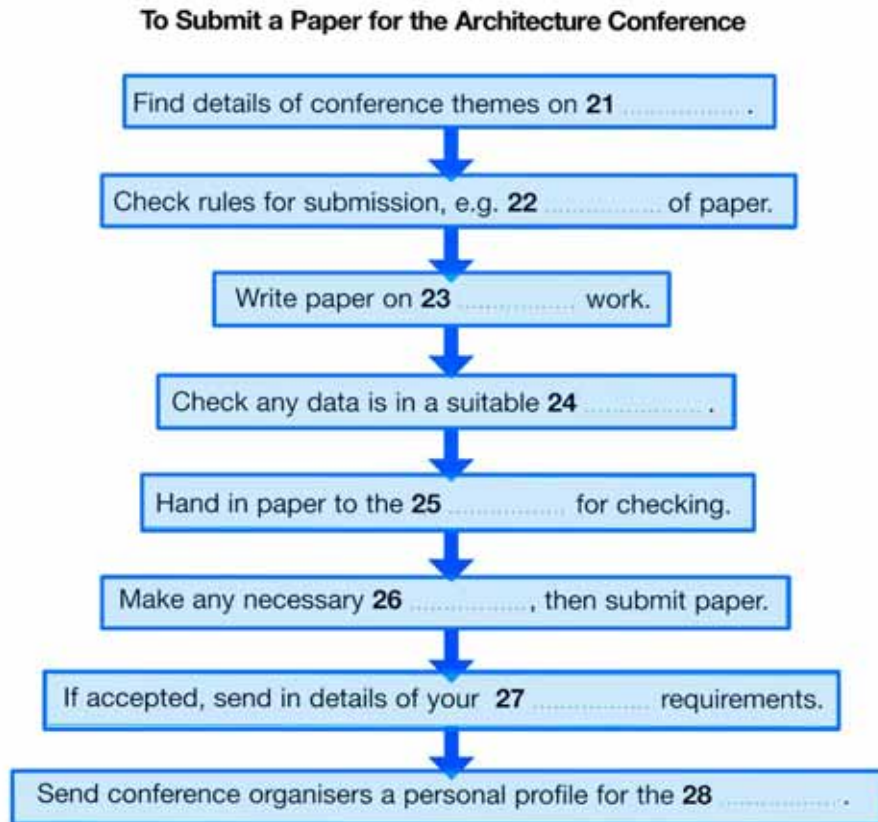 To Submit a Paper for the Architecture Conference
Find details of conference themes on 21 .................. .
Check rules for submission, e.g. 22 .................. of paper.
Write paper on 23 .................. work.
Check any data is in a suitable 24 .................. .
Hand in paper to the 25 .................. for checking.
Make any necessary 26 .................. , then submit paper.
If accepted, send in details of your 27 .................. requirements.
Send conference organisers a personal profile for the 28 .................. .